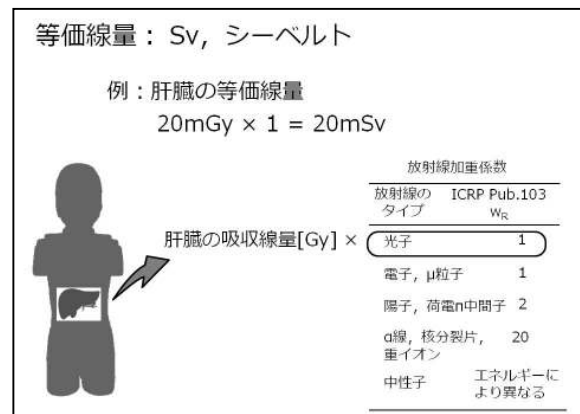 等価線量：Sv，シーベルト
例：肝臓の等価線量
20mGy × 1 = 20mSv
肝臓の吸収線量[Gy] ×
放射線加重係数
放射線の
タイプ
ICRP Pub.103
WR
光子 1
電子，μ粒子 1
陽子，荷電n中間子 2
α線，核分裂片，
重イオン
20
中性子
エネルギーに
より異なる